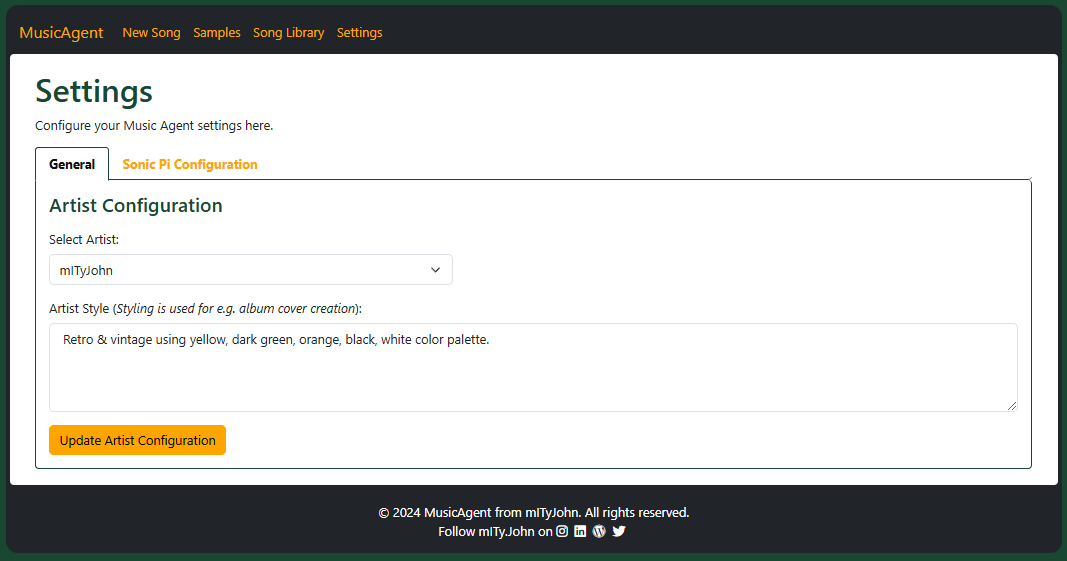 MusicAgent New Song Samples Song Library Settings
Settings
Configure your Music Agent settings here.
General Sonic Pi Configuration
Artist Configuration
Select Artist:
mITyJohn
Artist Style (Styling is used for e.g. album cover creation):
Retro & vintage using yellow, dark green, orange, black, white color palette.
Update Artist Configuration
© 2024 MusicAgent from mITyJohn. All rights reserved.
Follow mITy.John on